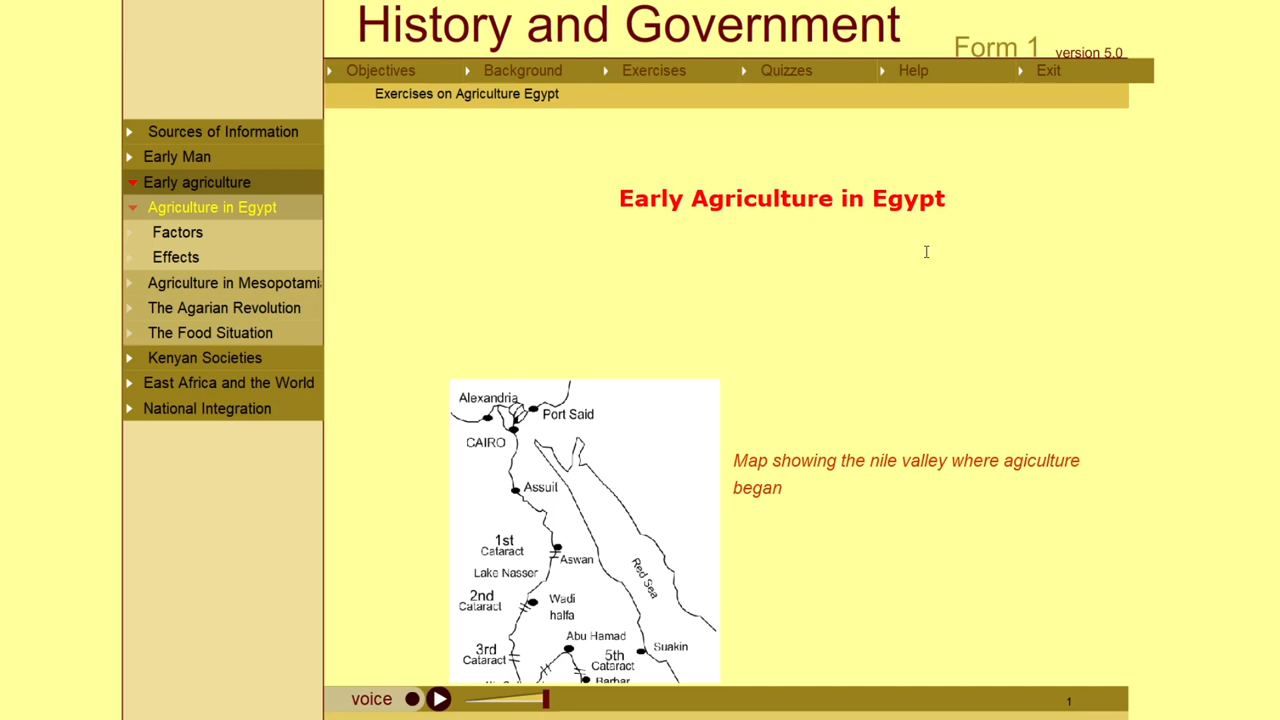 History and Government
Form 1 version 5.0
Objectives Background Exercises Quizzes Help Exit
Exercises on Agriculture Egypt
Sources of Information
Early Man
Early agriculture
Agriculture in Egypt
Factors
Effects
Agriculture in Mesopotami
The Agarian Revolution
The Food Situation
Kenyan Societies
East Africa and the World
National Integration
Early Agriculture in Egypt
Alexandria
Port Said
CAIRO
Assuit
1st
Cataract
Aswan
Lake Nasser
Red Sea
2nd
Cataract
Wadi
halfa
Abu Hamad
Suakin
3rd
Cataract
5th
Cataract
Barbar
Map showing the nile valley where agiculture
began
voice
1